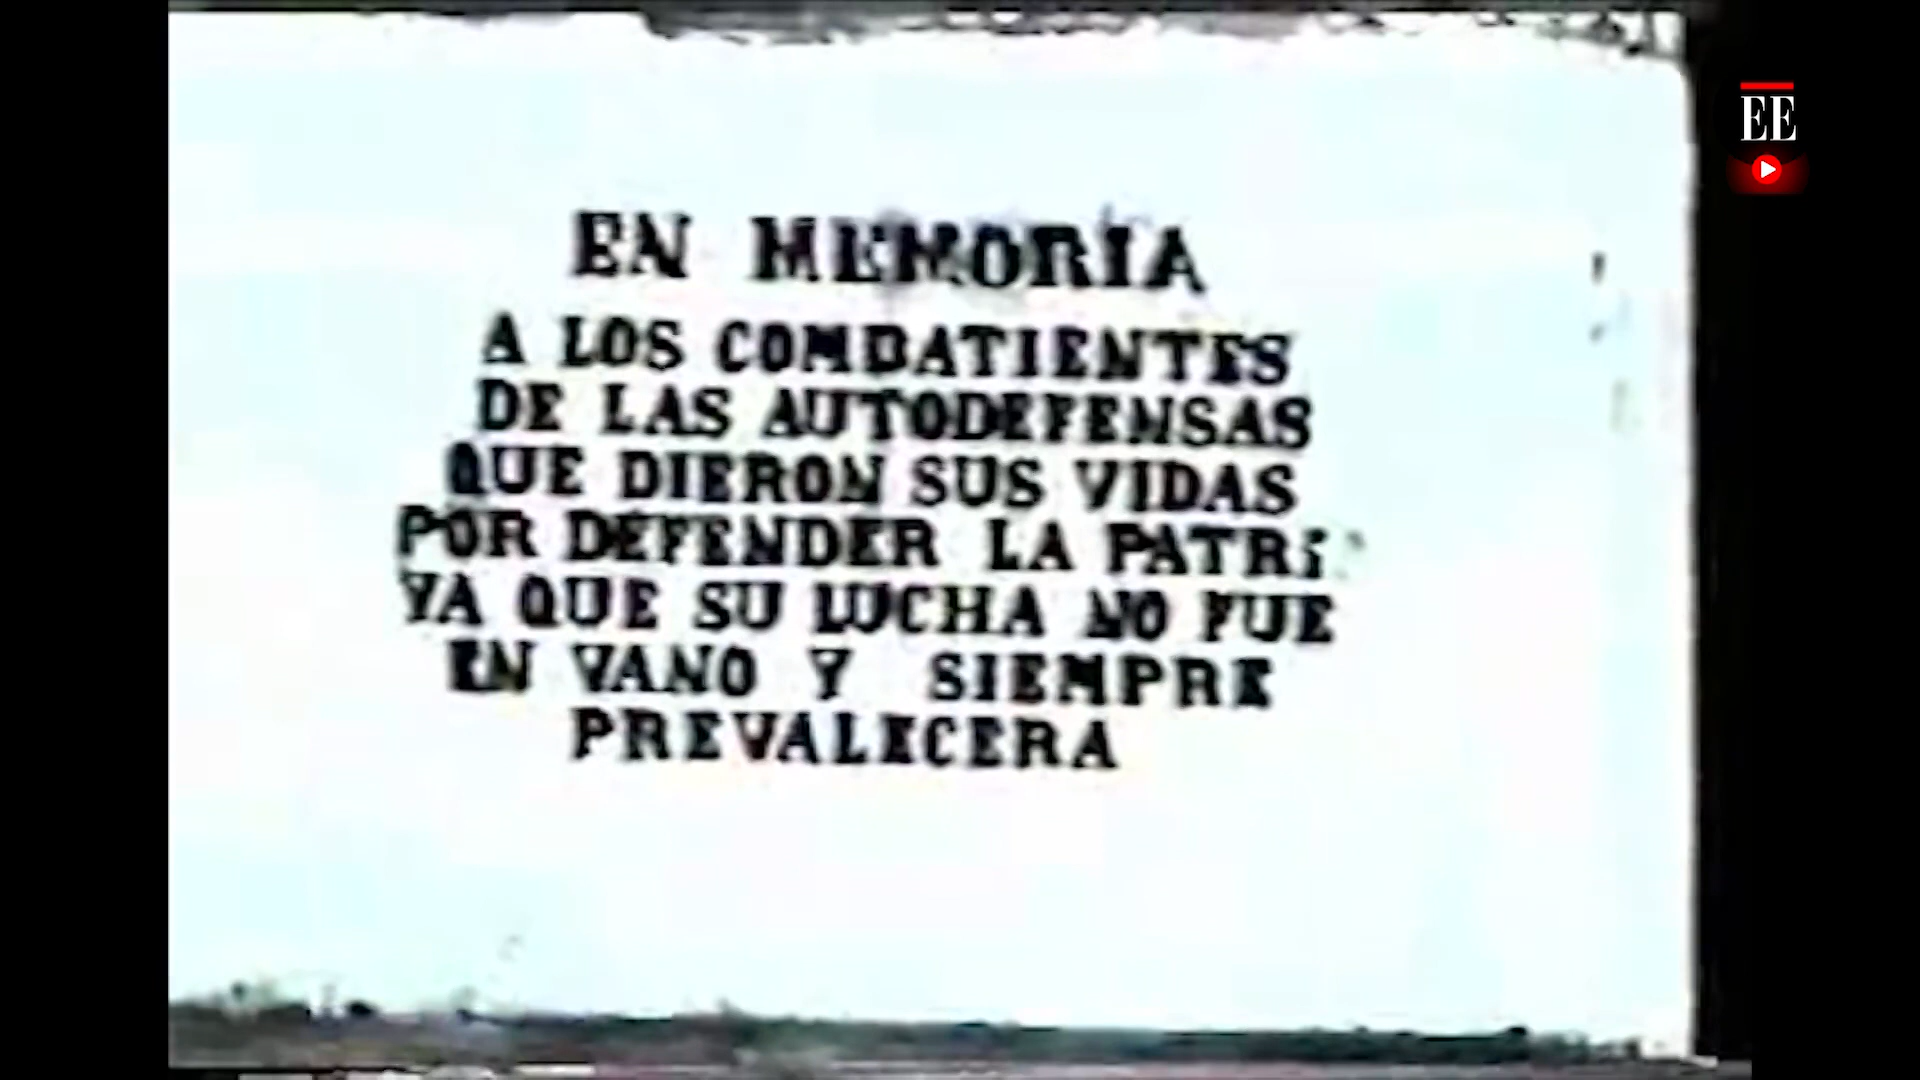 EN MEMORIA
A LOS COMBATIENTES
DE LAS AUTODEFENSAS
QUE DIERON SUS VIDAS
POR DEFENDER LA PATRI
YA QUE SU LUCHA NO FUE
EN VANO Y SIEMPRE
PREVALECERA
EE